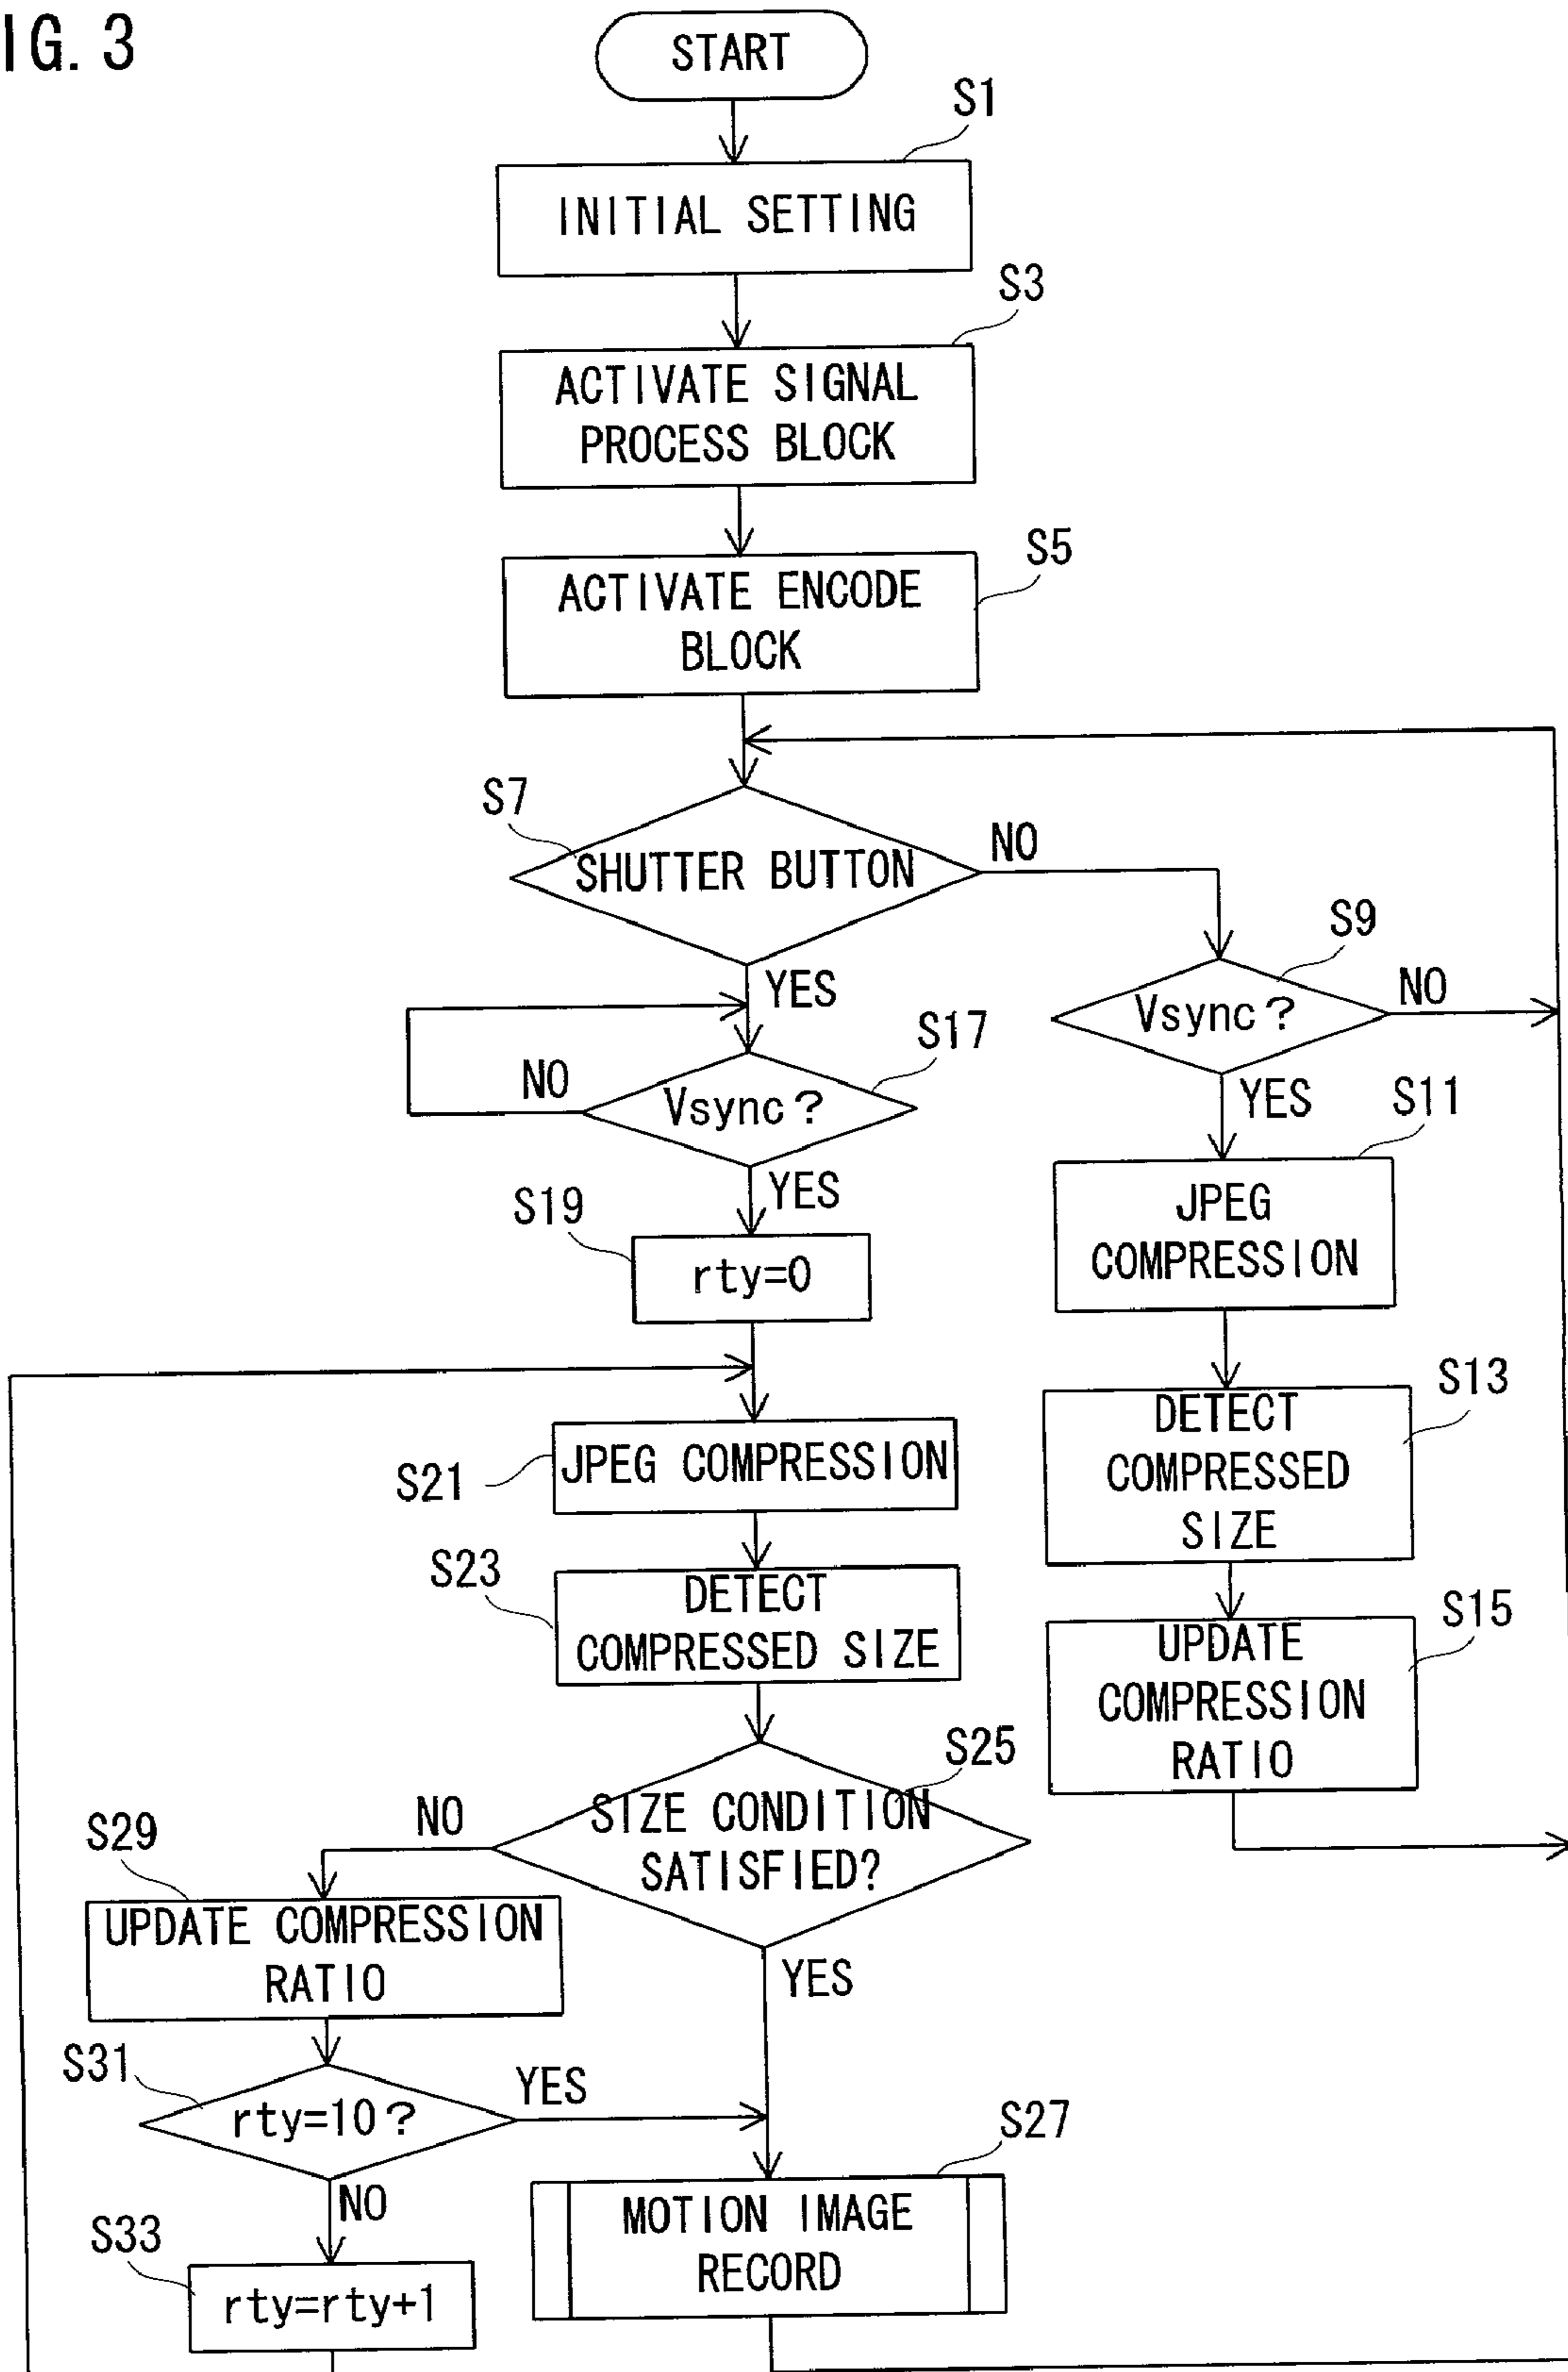 IG. 3
START
S1
INITIAL SETTING
S3
ACTIVATE SIGNAL
PROCESS BLOCK
S5
ACTIVATE ENCODE
BLOCK
S7
SHUTTER BUTTON
NO
YES
S9
Vsync?
NO
YES
S17
Vsync?
NO
YES
S11
JPEG
COMPRESSION
S19
rty=0
S13
DETECT
COMPRESSED
SIZE
S21
JPEG COMPRESSION
S23
DETECT
COMPRESSED SIZE
S15
UPDATE
COMPRESSION
RATIO
S25
SIZE CONDITION
SATISFIED?
NO
YES
S29
UPDATE COMPRESSION
RATIO
S31
rty=10?
YES
NO
S27
MOTION IMAGE
RECORD
S33
rty=rty+1